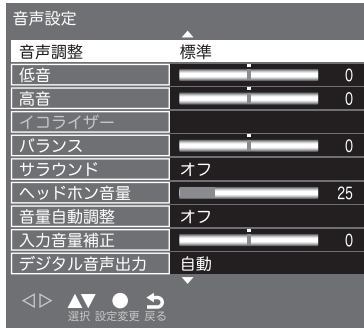 音声設定
音声調整 標準
低音 0
高音 0
イコライザー
バランス 0
サラウンド オフ
ヘッドホン音量 25
音量自動調整 オフ
入力音量補正 0
デジタル音声出力 自動
選択 設定変更 戻る